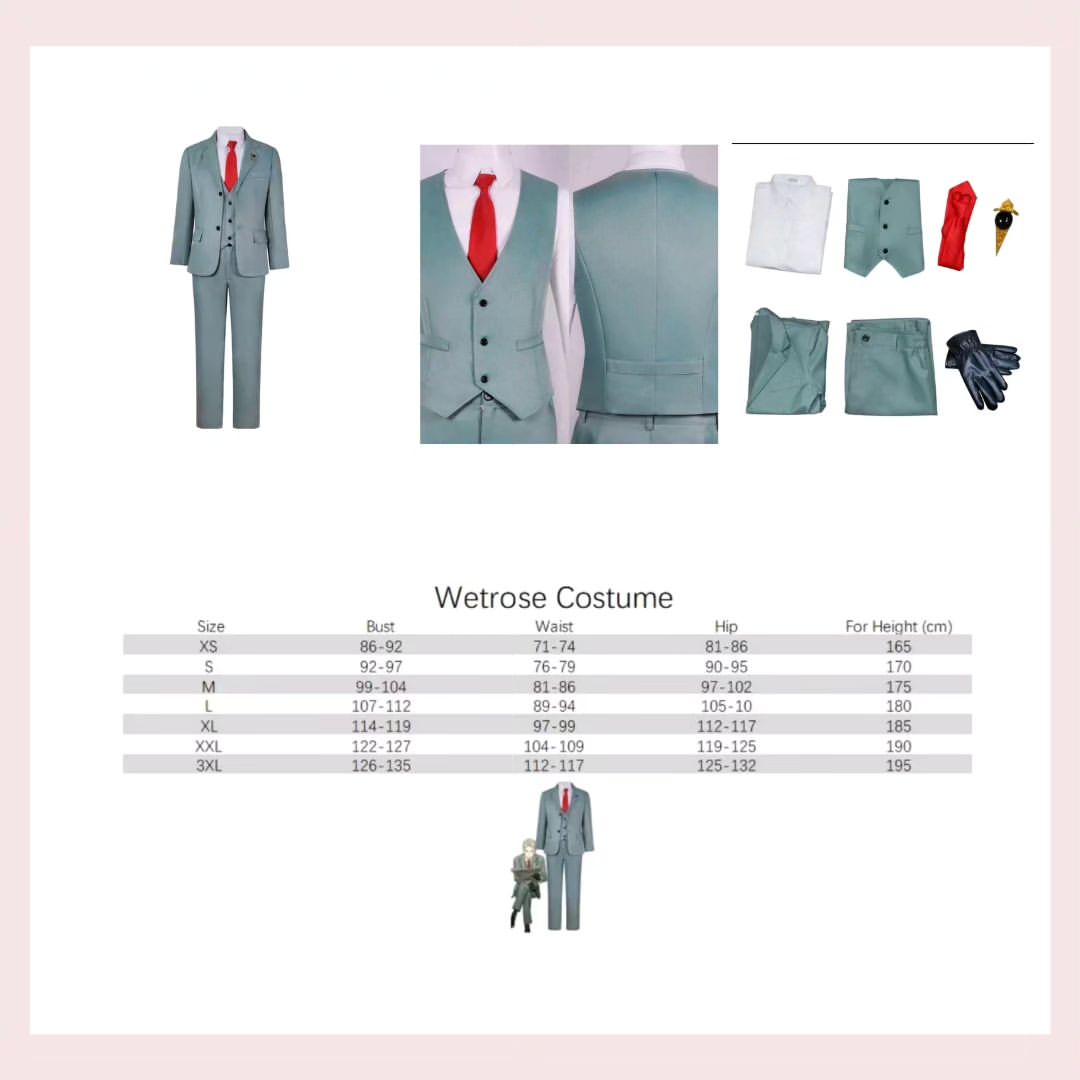 Wetrose Costume
Size Bust Waist Hip For Height (cm)
XS 86-92 71-74 81-86 165
S 92-97 76-79 90-95 170
M 99-104 81-86 97-102 175
L 107-112 89-94 105-10 180
XL 114-119 97-99 112-117 185
XXL 122-127 104-109 119-125 190
3XL 126-135 112-117 125-132 195